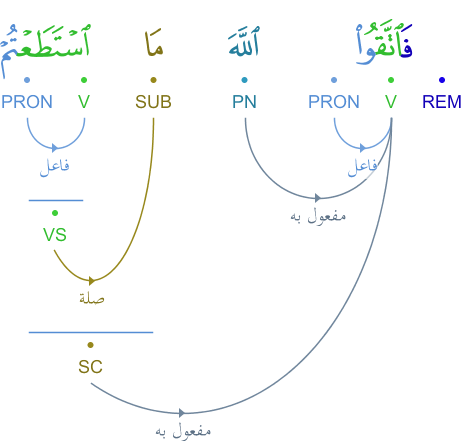 فَٱتَّقُوا۟ ٱللَّهَ مَا ٱسْتَطَعْتُمْ
PRON V SUB PN PRON V REM
فاعل فاعل
مفعول به
VS
صلة
SC
مفعول به